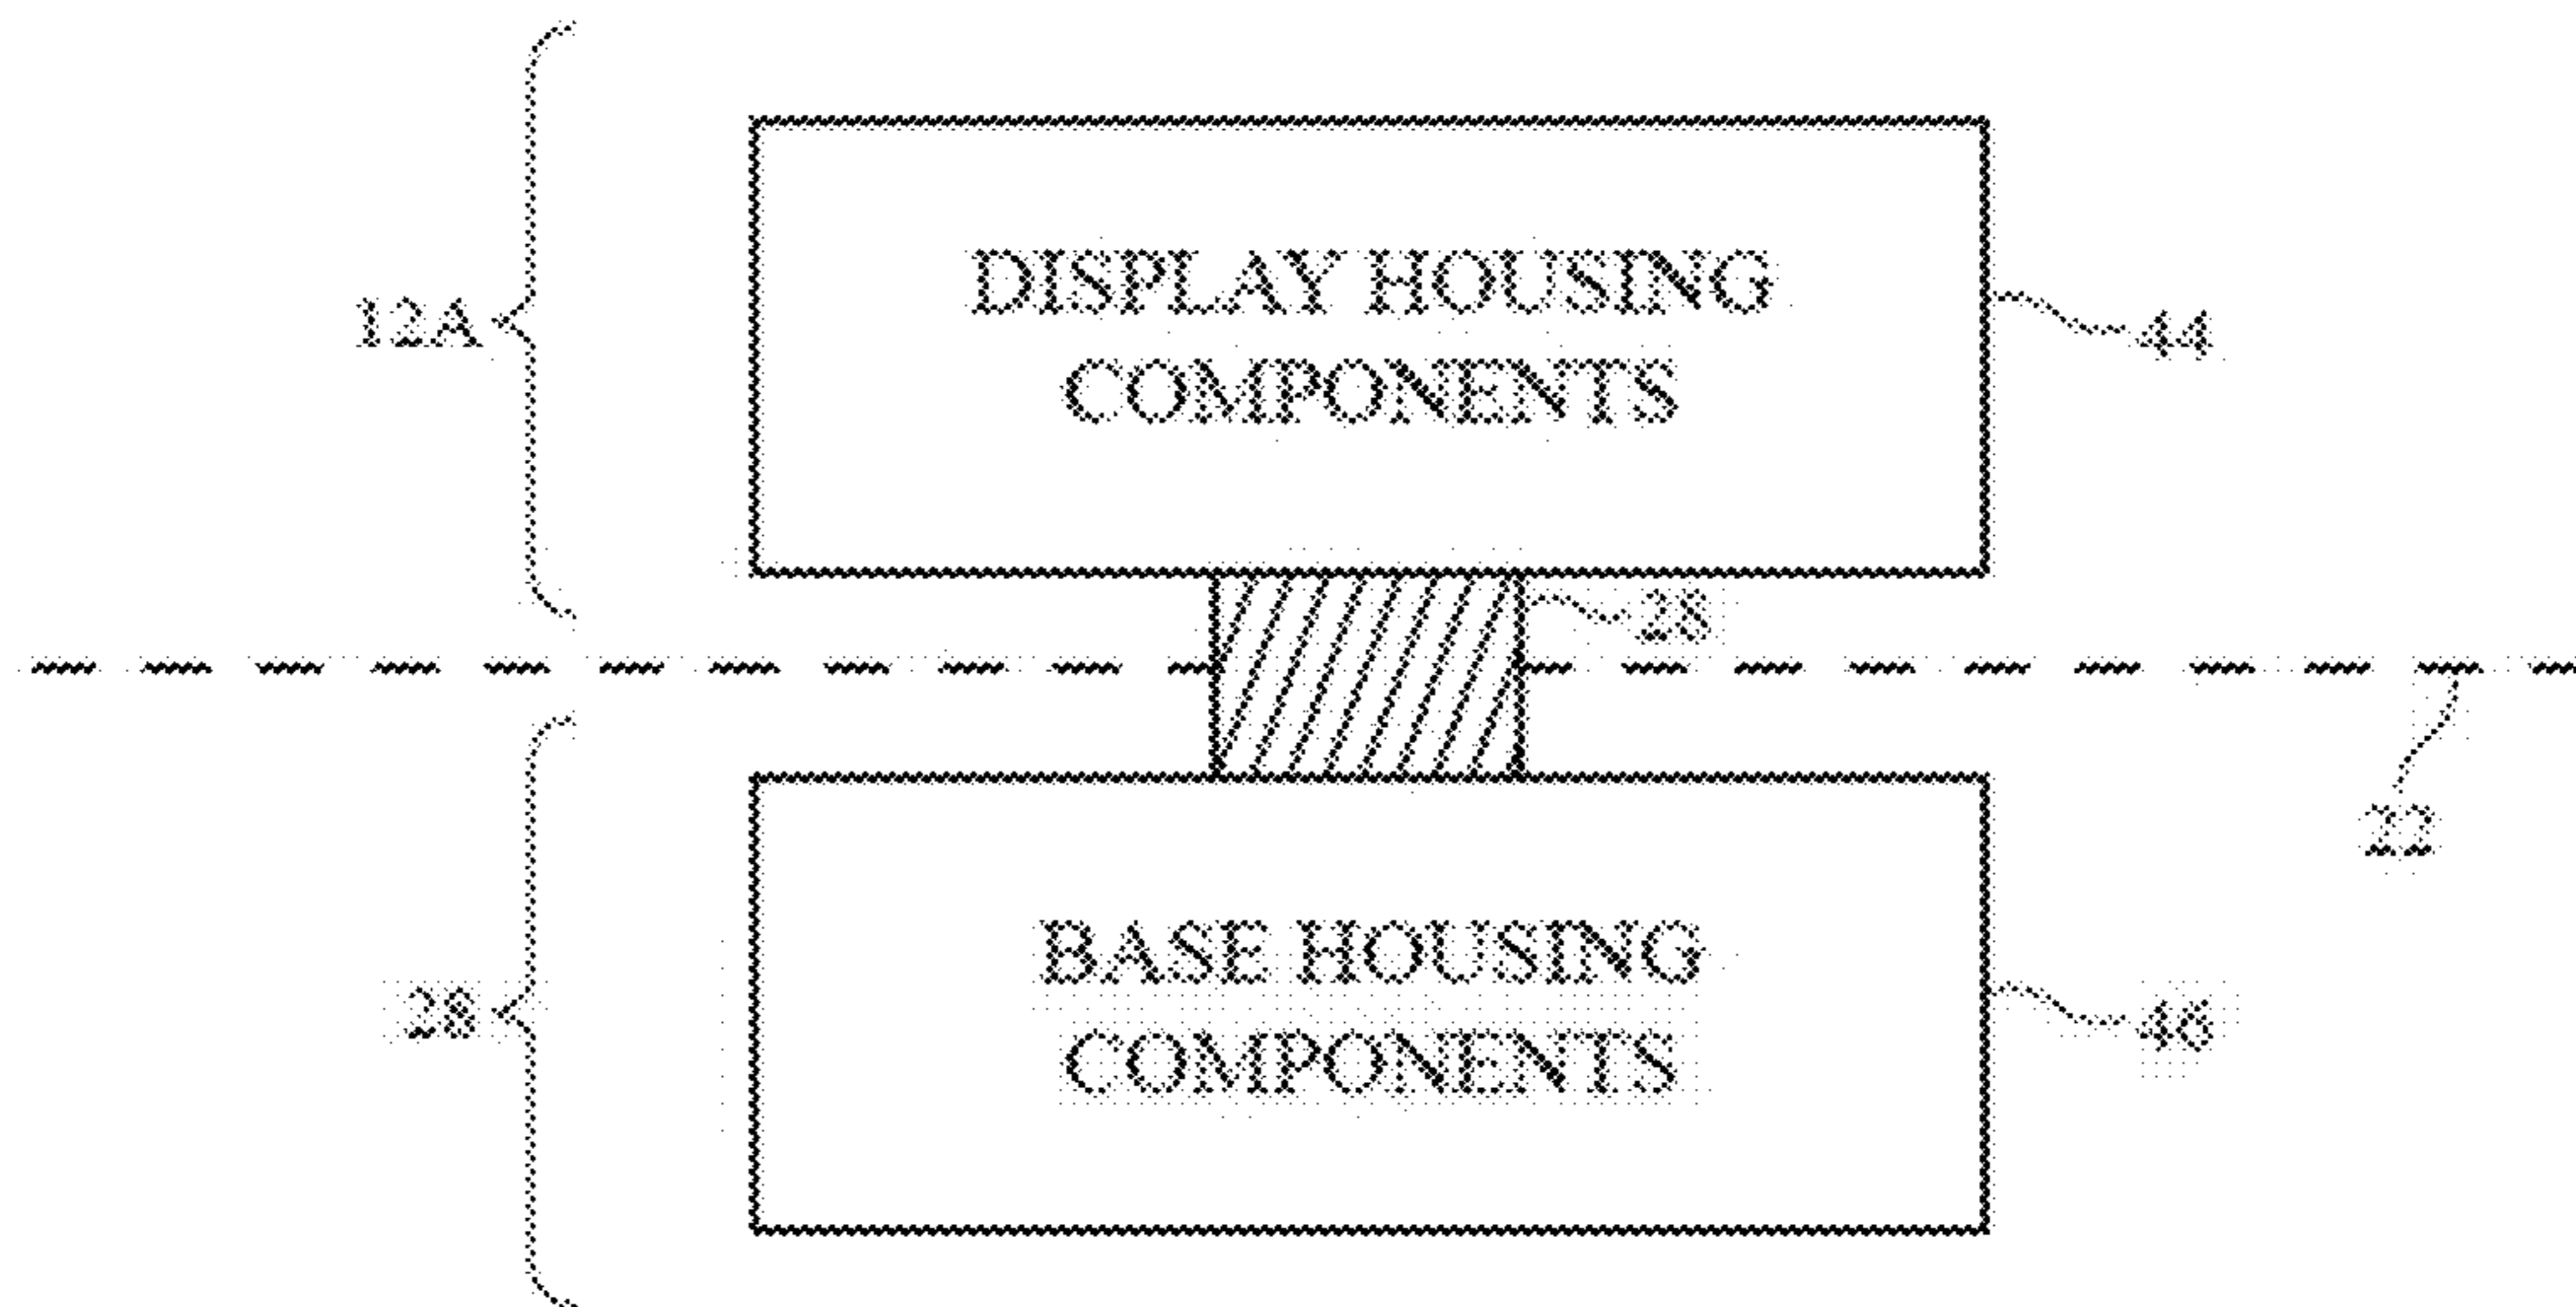 12A
DISPLAY HOUSING
COMPONENTS
44
28
22
28
BASE HOUSING
COMPONENTS
46